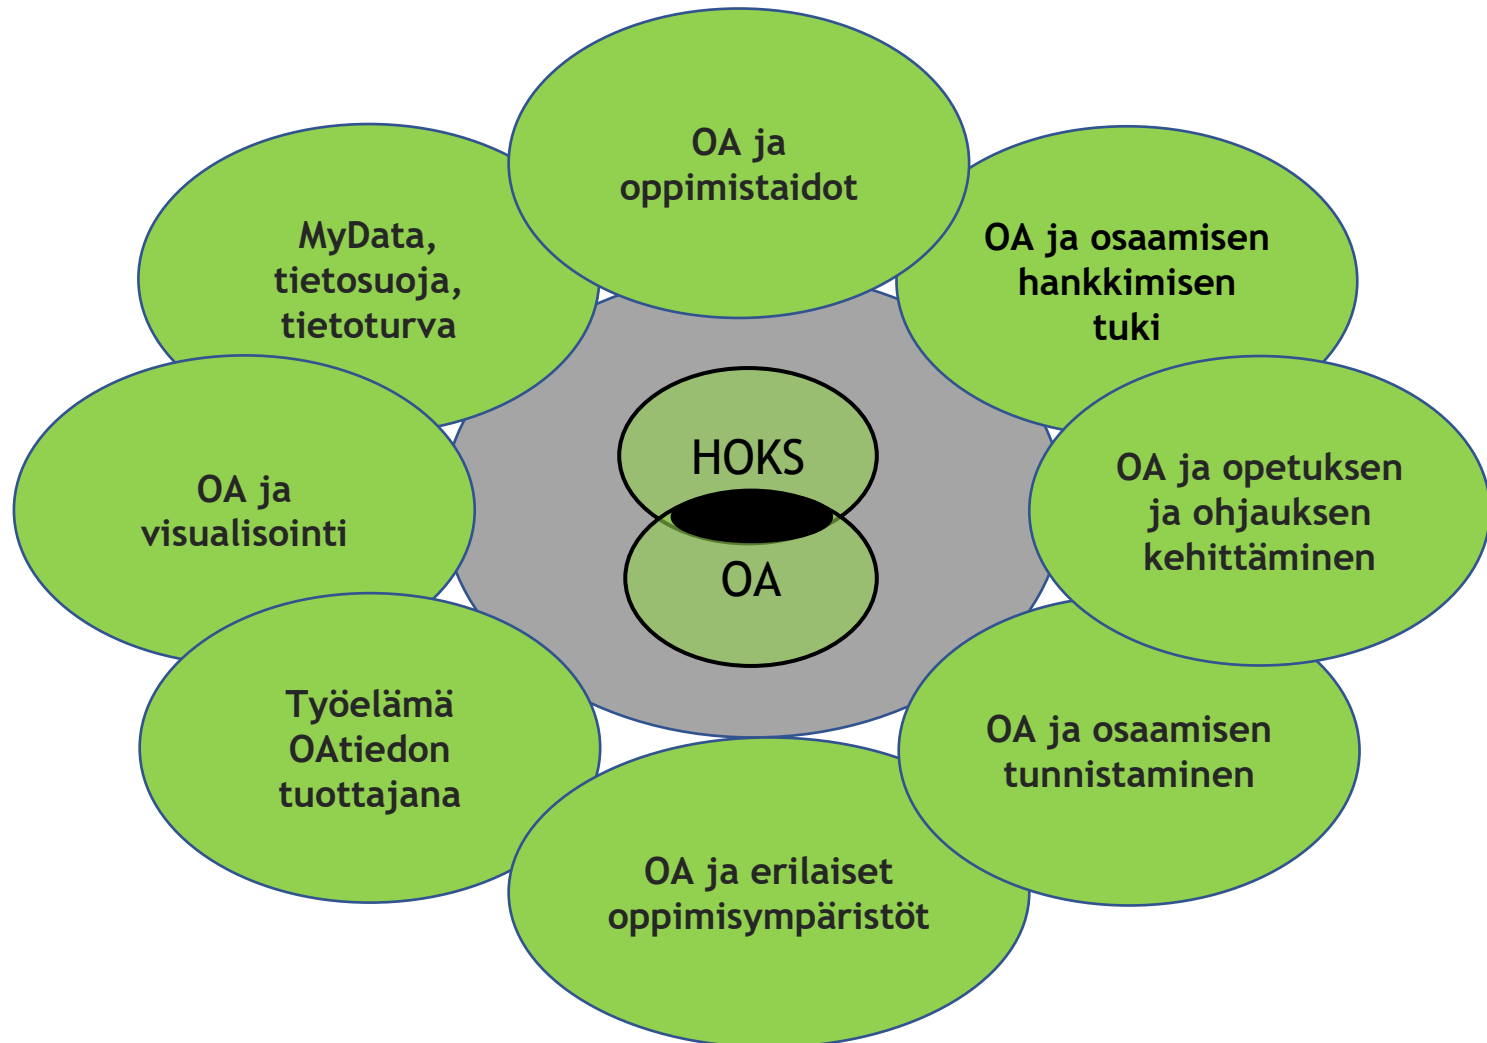 OA ja
oppimistaidot
MyData,
tietosuoja,
tietoturva
OA ja osaamisen
hankkimisen
tuki
HOKS
OA
OA ja
visualisointi
OA ja opetuksen
ja ohjauksen
kehittäminen
Työelämä
OAtiedon
tuottajana
OA ja osaamisen
tunnistaminen
OA ja erilaiset
oppimisympäristöt